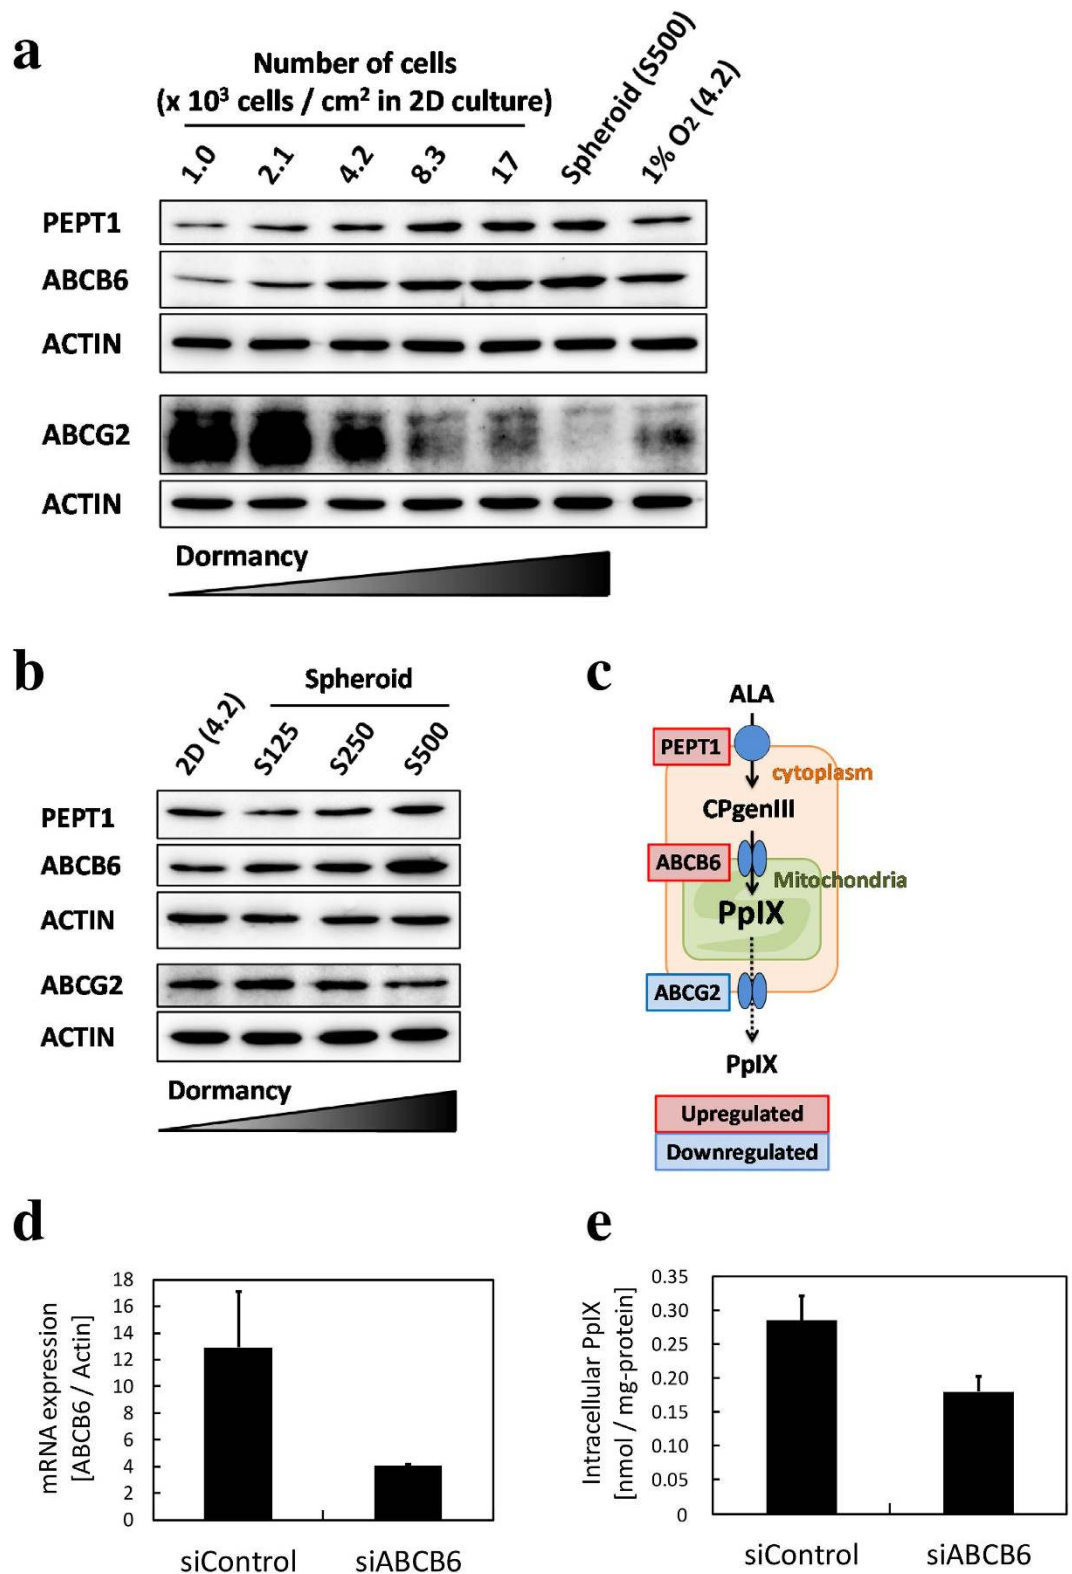 a
Number of cells
(x 10³ cells / cm² in 2D culture)
1.0
2.1
4.2
8.3
17
Spheroid (S500)
1% O₂ (4.2)
PEPT1
ABCB6
ACTIN
ABCG2
ACTIN
Dormancy
b
Spheroid
2D (4.2)
S125
S250
S500
PEPT1
ABCB6
ACTIN
ABCG2
ACTIN
Dormancy
c
ALA
PEPT1
cytoplasm
CPgenIII
ABCB6
Mitochondria
PpIX
ABCG2
PpIX
Upregulated
Downregulated
d
mRNA expression
[ABCB6 / Actin]
18
16
14
12
10
8
6
4
2
0
siControl
siABCB6
e
Intracellular PpIX
[nmol / mg-protein]
0.35
0.30
0.25
0.20
0.15
0.10
0.05
0
siControl
siABCB6